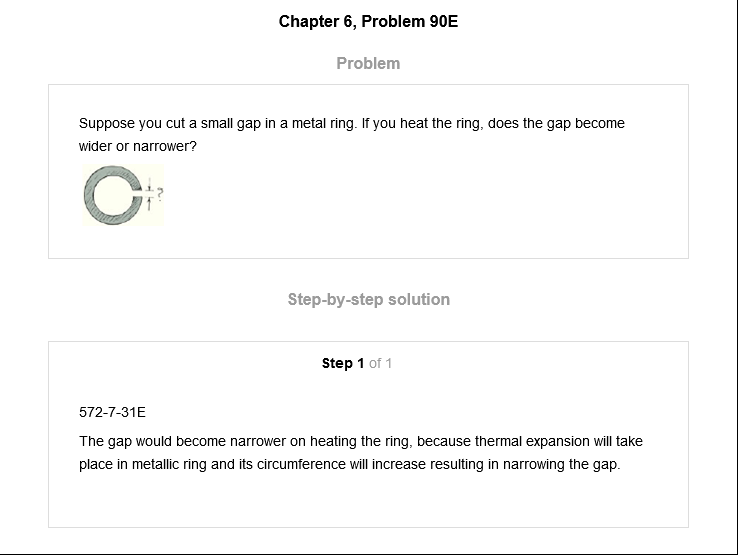 Chapter 6, Problem 90E
Problem
Suppose you cut a small gap in a metal ring. If you heat the ring, does the gap become
wider or narrower?
?
Step-by-step solution
Step 1 of 1
572-7-31E
The gap would become narrower on heating the ring, because thermal expansion will take
place in metallic ring and its circumference will increase resulting in narrowing the gap.